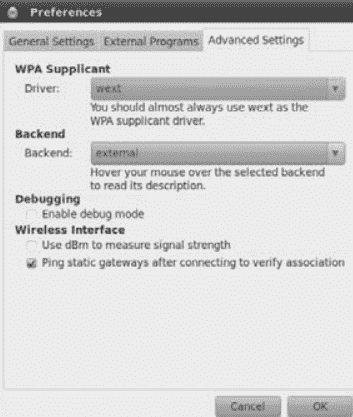 Preferences
General Settings External Programs Advanced Settings
WPA Supplicant
Driver: wext
You should almost always use wext as the
WPA supplicant driver.
Backend
Backend: external
Hover your mouse over the selected backend
to read its description.
Debugging
Enable debug mode
Wireless Interface
Use dBm to measure signal strength
Ping static gateways after connecting to verify association
Cancel OK